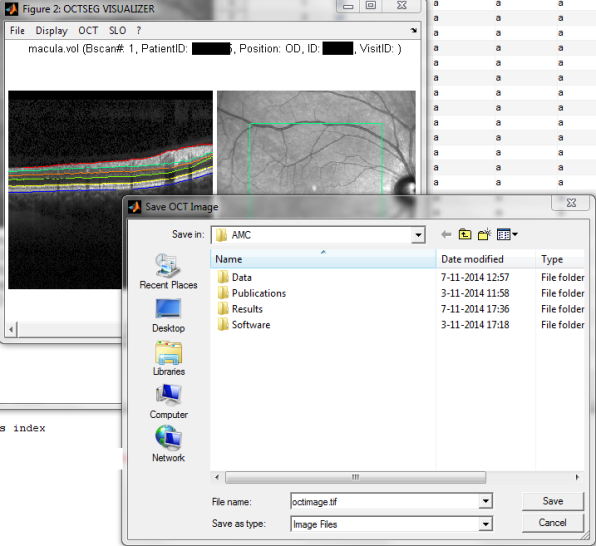 Figure 2: OCTSEG VISUALIZER
File Display OCT SLO ?
macula.vol (Bscan#: 1, PatientID: 5, Position: OD, ID: , VisitID: )
a a a
a a a
a a a
a a a
a a a
a a a
a a a
a a a
a a a
a a a
a a a
a a a
a a a
Save OCT Image
Save in: AMC
Name Date modified Type
Data 7-11-2014 12:57 File folder
Publications 3-11-2014 11:58 File folder
Results 7-11-2014 17:36 File folder
Software 3-11-2014 17:18 File folder
Recent Places
Desktop
Libraries
Computer
Network
s index
File name: octimage.tif Save
Save as type: Image Files Cancel